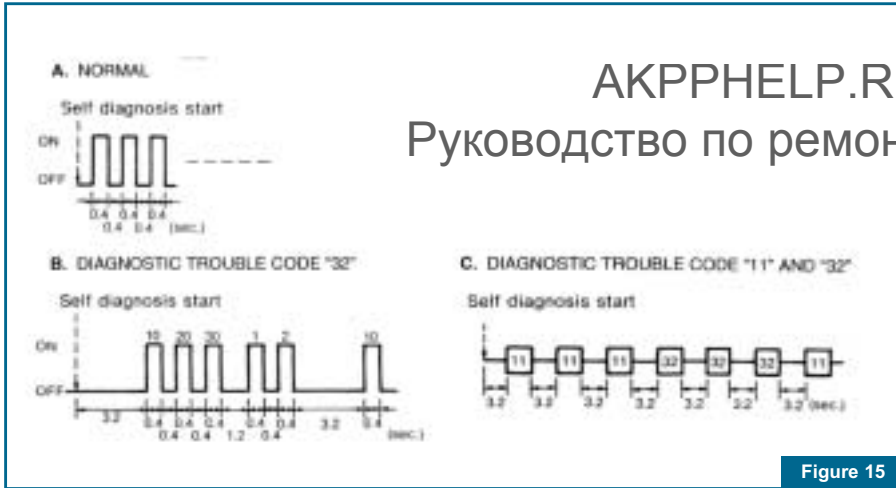 AKPPHELP.R
Руководство по ремон
A. NORMAL
Self diagnosis start
ON
OFF
0.4 0.4 0.4
0.4 0.4 (sec.)
B. DIAGNOSTIC TROUBLE CODE "32"
Self diagnosis start
ON
OFF
10 20 30 1 2 10
3.2 0.4 0.4 0.4 0.4 0.4 3.2 0.4
0.4 0.4 1.2 0.4 (sec.)
C. DIAGNOSTIC TROUBLE CODE "11" AND "32"
Self diagnosis start
11 11 11 32 32 32 11
3.2 3.2 3.2 3.2 3.2 3.2 3.2 (sec.)
Figure 15